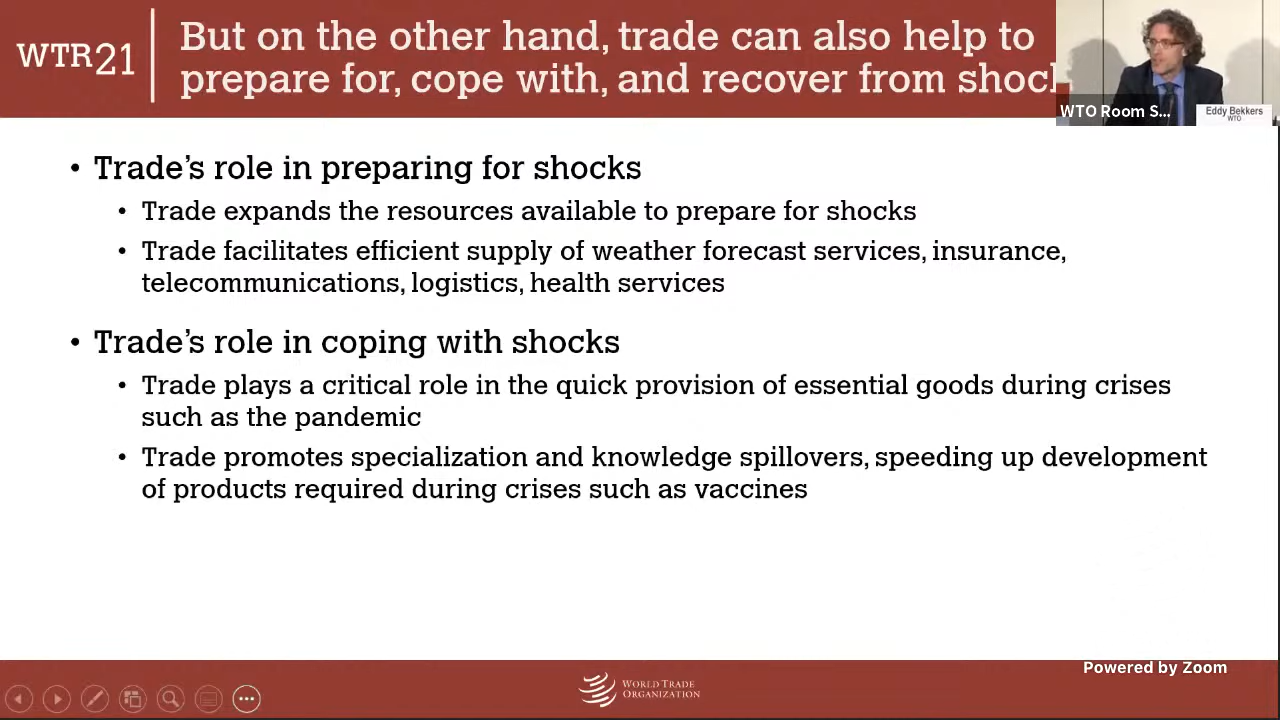 WTR21
But on the other hand, trade can also help to
prepare for, cope with, and recover from shock
WTO Room S...
Eddy Bekkers
WTO
• Trade's role in preparing for shocks
• Trade expands the resources available to prepare for shocks
• Trade facilitates efficient supply of weather forecast services, insurance,
telecommunications, logistics, health services
• Trade's role in coping with shocks
• Trade plays a critical role in the quick provision of essential goods during crises
such as the pandemic
• Trade promotes specialization and knowledge spillovers, speeding up development
of products required during crises such as vaccines
Powered by Zoom
WORLD TRADE
ORGANIZATION